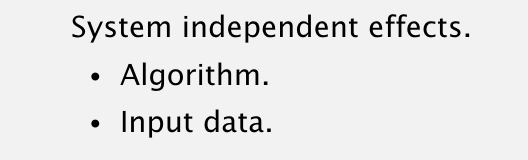 System independent effects.
• Algorithm.
• Input data.